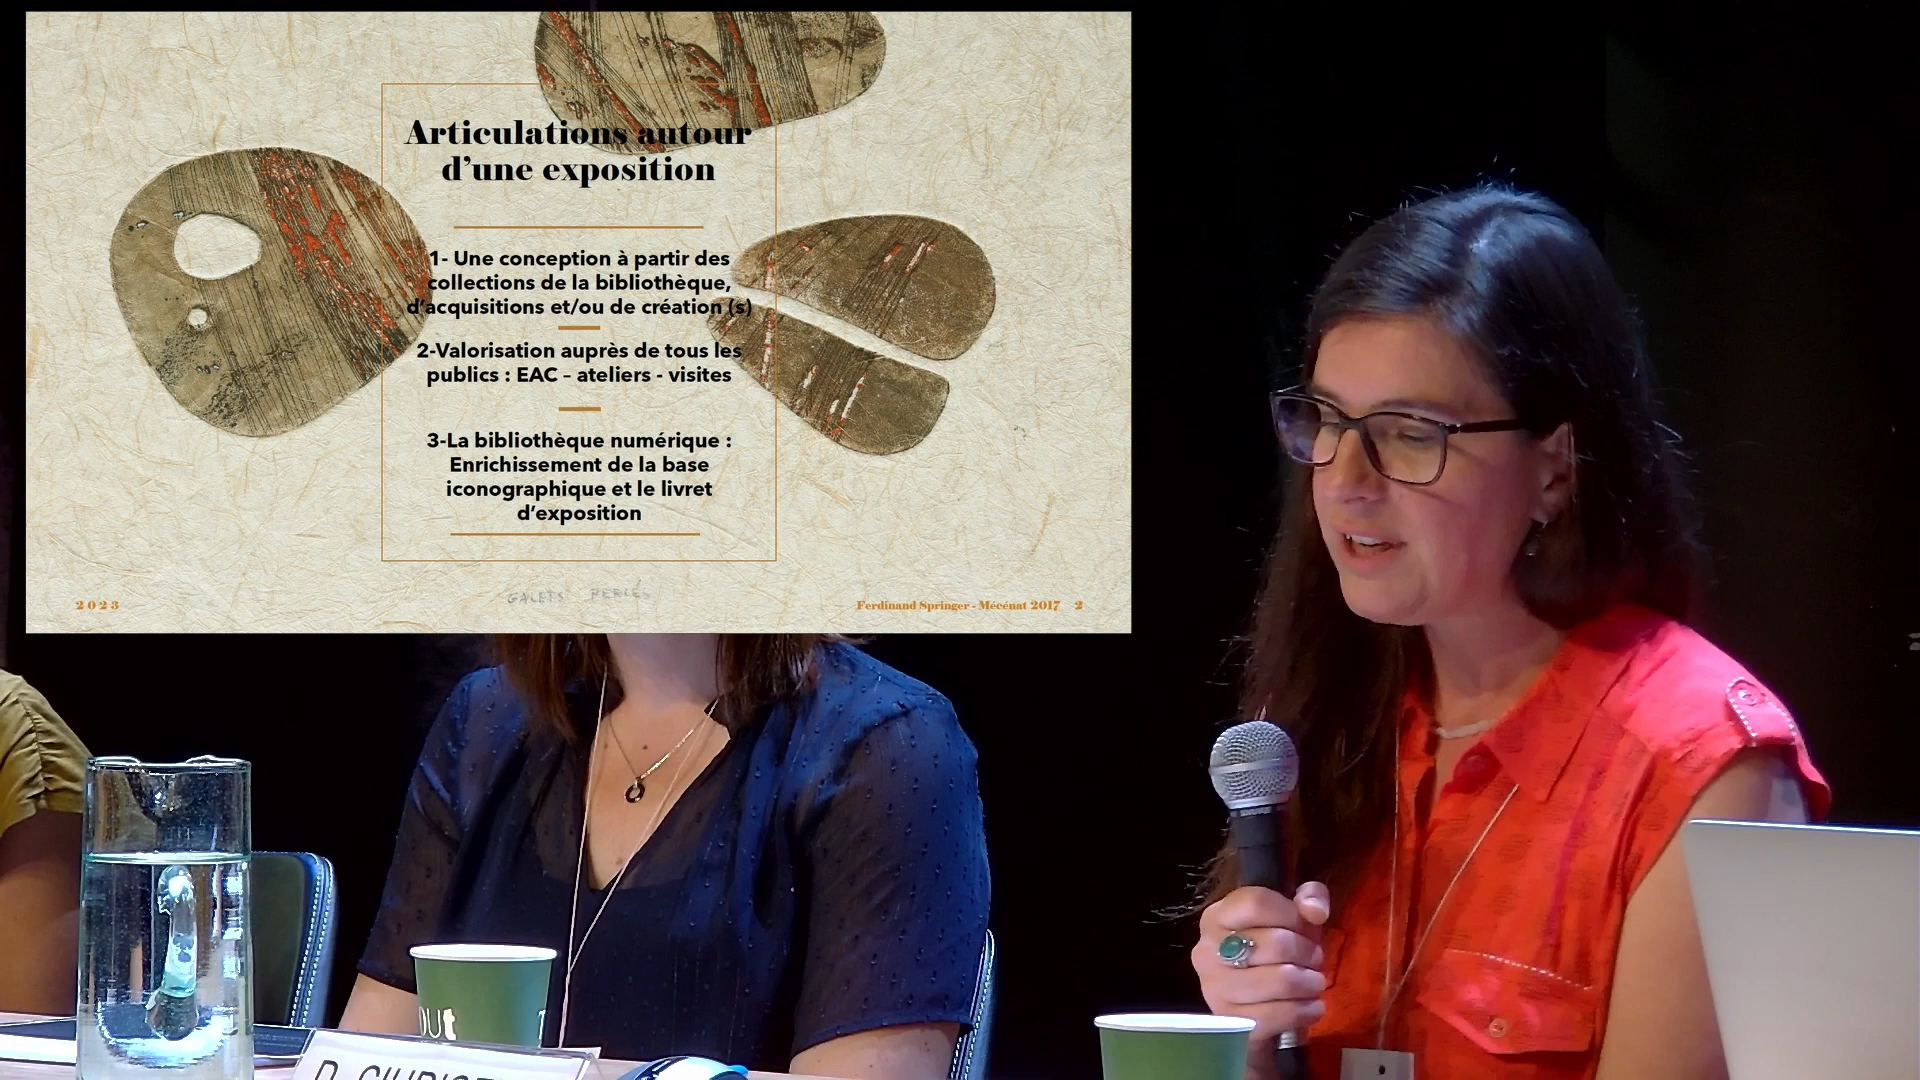 Articulations autour
d'une exposition
1- Une conception à partir des
collections de la bibliothèque,
d'acquisitions et/ou de création (s)
2-Valorisation auprès de tous les
publics : EAC – ateliers - visites
3-La bibliothèque numérique :
Enrichissement de la base
iconographique et le livret
d'exposition
GALETS PERCÉS
2023
Ferdinand Springer - Mécénat 2017 2